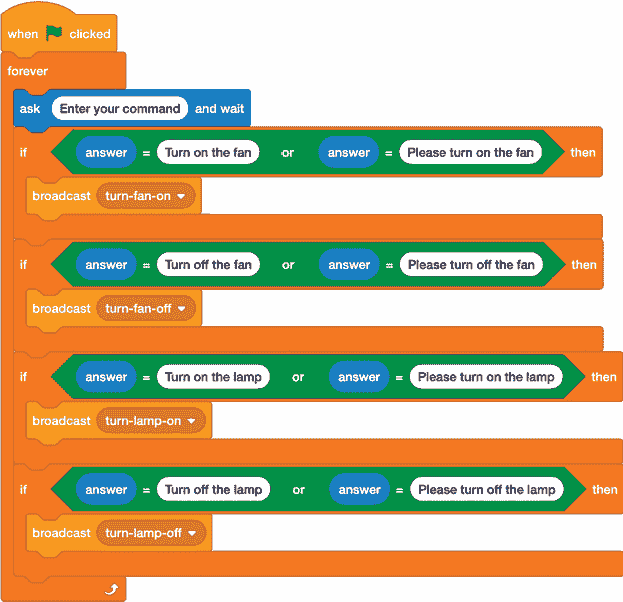 when clicked
forever
ask Enter your command and wait
if answer = Turn on the fan or answer = Please turn on the fan then
broadcast turn-fan-on
if answer = Turn off the fan or answer = Please turn off the fan then
broadcast turn-fan-off
if answer = Turn on the lamp or answer = Please turn on the lamp then
broadcast turn-lamp-on
if answer = Turn off the lamp or answer = Please turn off the lamp then
broadcast turn-lamp-off